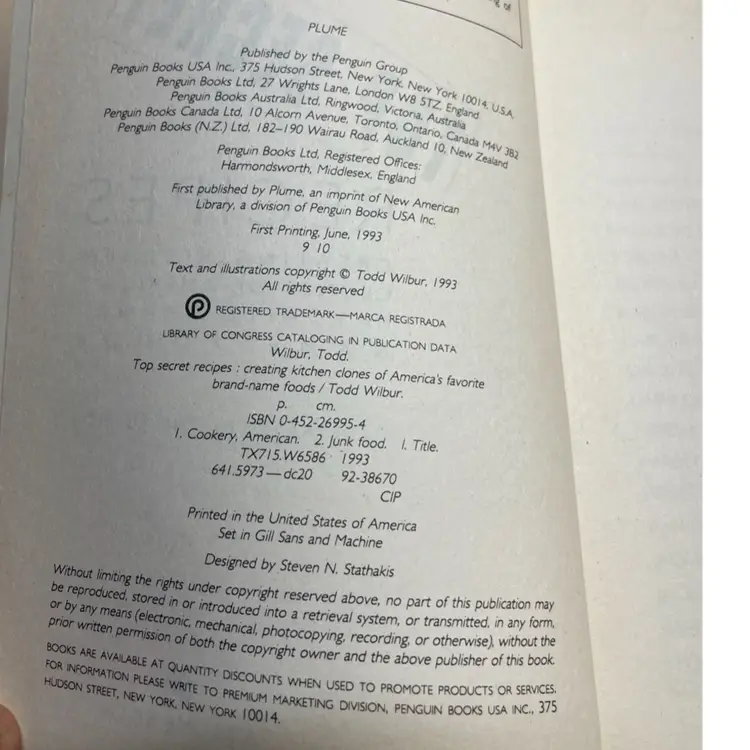 of
PLUME
Published by the Penguin Group
Penguin Books USA Inc., 375 Hudson Street, New York, New York 10014, U.S.A.
Penguin Books Ltd, 27 Wrights Lane, London W8 5TZ, England
Penguin Books Australia Ltd, Ringwood, Victoria, Australia
Penguin Books Canada Ltd, 10 Alcorn Avenue, Toronto, Ontario, Canada M4V 3B2
Penguin Books (N.Z.) Ltd, 182–190 Wairau Road, Auckland 10, New Zealand
Penguin Books Ltd, Registered Offices:
Harmondsworth, Middlesex, England
First published by Plume, an imprint of New American
Library, a division of Penguin Books USA Inc.
First Printing, June, 1993
9 10
Text and illustrations copyright © Todd Wilbur, 1993
All rights reserved
P REGISTERED TRADEMARK—MARCA REGISTRADA
LIBRARY OF CONGRESS CATALOGING IN PUBLICATION DATA
Wilbur, Todd.
Top secret recipes : creating kitchen clones of America's favorite
brand-name foods / Todd Wilbur.
p. cm.
ISBN 0-452-26995-4
1. Cookery, American. 2. Junk food. I. Title.
TX715.W6586 1993
641.5973—dc20 92-38670
CIP
Printed in the United States of America
Set in Gill Sans and Machine
Designed by Steven N. Stathakis
Without limiting the rights under copyright reserved above, no part of this publication may
be reproduced, stored in or introduced into a retrieval system, or transmitted, in any form,
or by any means (electronic, mechanical, photocopying, recording, or otherwise), without the
prior written permission of both the copyright owner and the above publisher of this book.
BOOKS ARE AVAILABLE AT QUANTITY DISCOUNTS WHEN USED TO PROMOTE PRODUCTS OR SERVICES.
FOR INFORMATION PLEASE WRITE TO PREMIUM MARKETING DIVISION, PENGUIN BOOKS USA INC., 375
HUDSON STREET, NEW YORK, NEW YORK 10014.